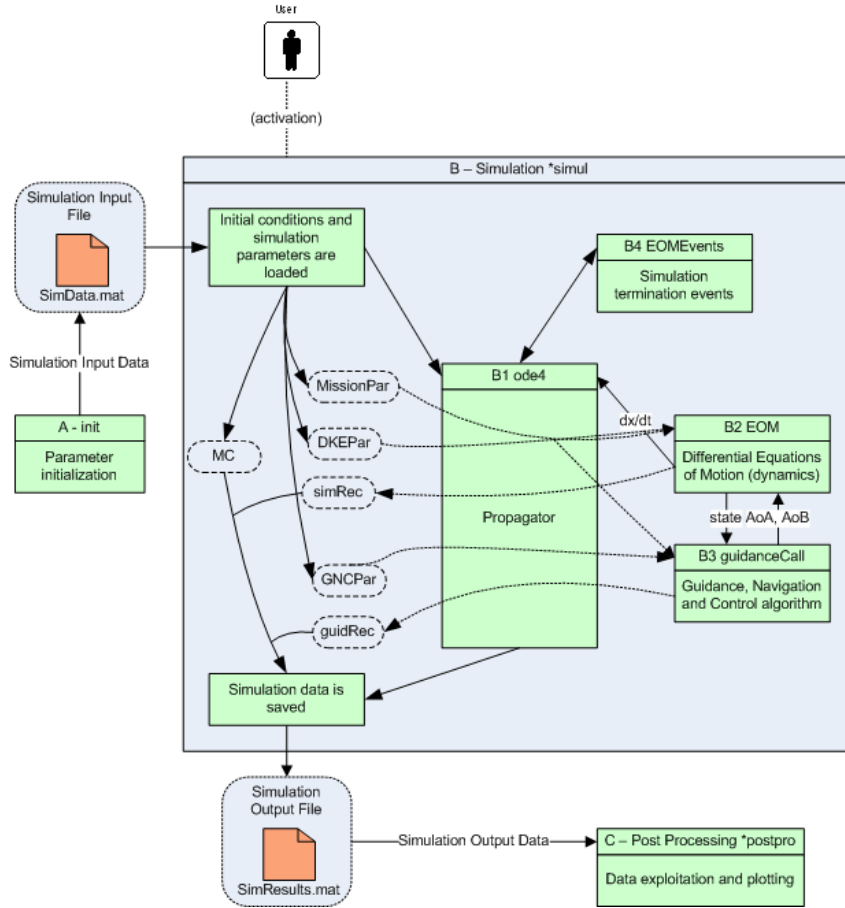 User
(activation)
B – Simulation *simul
Simulation Input
File
SimData.mat
Initial conditions and
simulation
parameters are
loaded
B4 EOMEvents
Simulation
termination events
Simulation Input Data
A - init
Parameter
initialization
MissionPar
DKEPar
MC
simRec
GNCPar
guidRec
B1 ode4
Propagator
dx/dt
B2 EOM
Differential Equations
of Motion (dynamics)
state AoA, AoB
B3 guidanceCall
Guidance, Navigation
and Control algorithm
Simulation data is
saved
Simulation
Output File
SimResults.mat
Simulation Output Data
C – Post Processing *postpro
Data exploitation and plotting